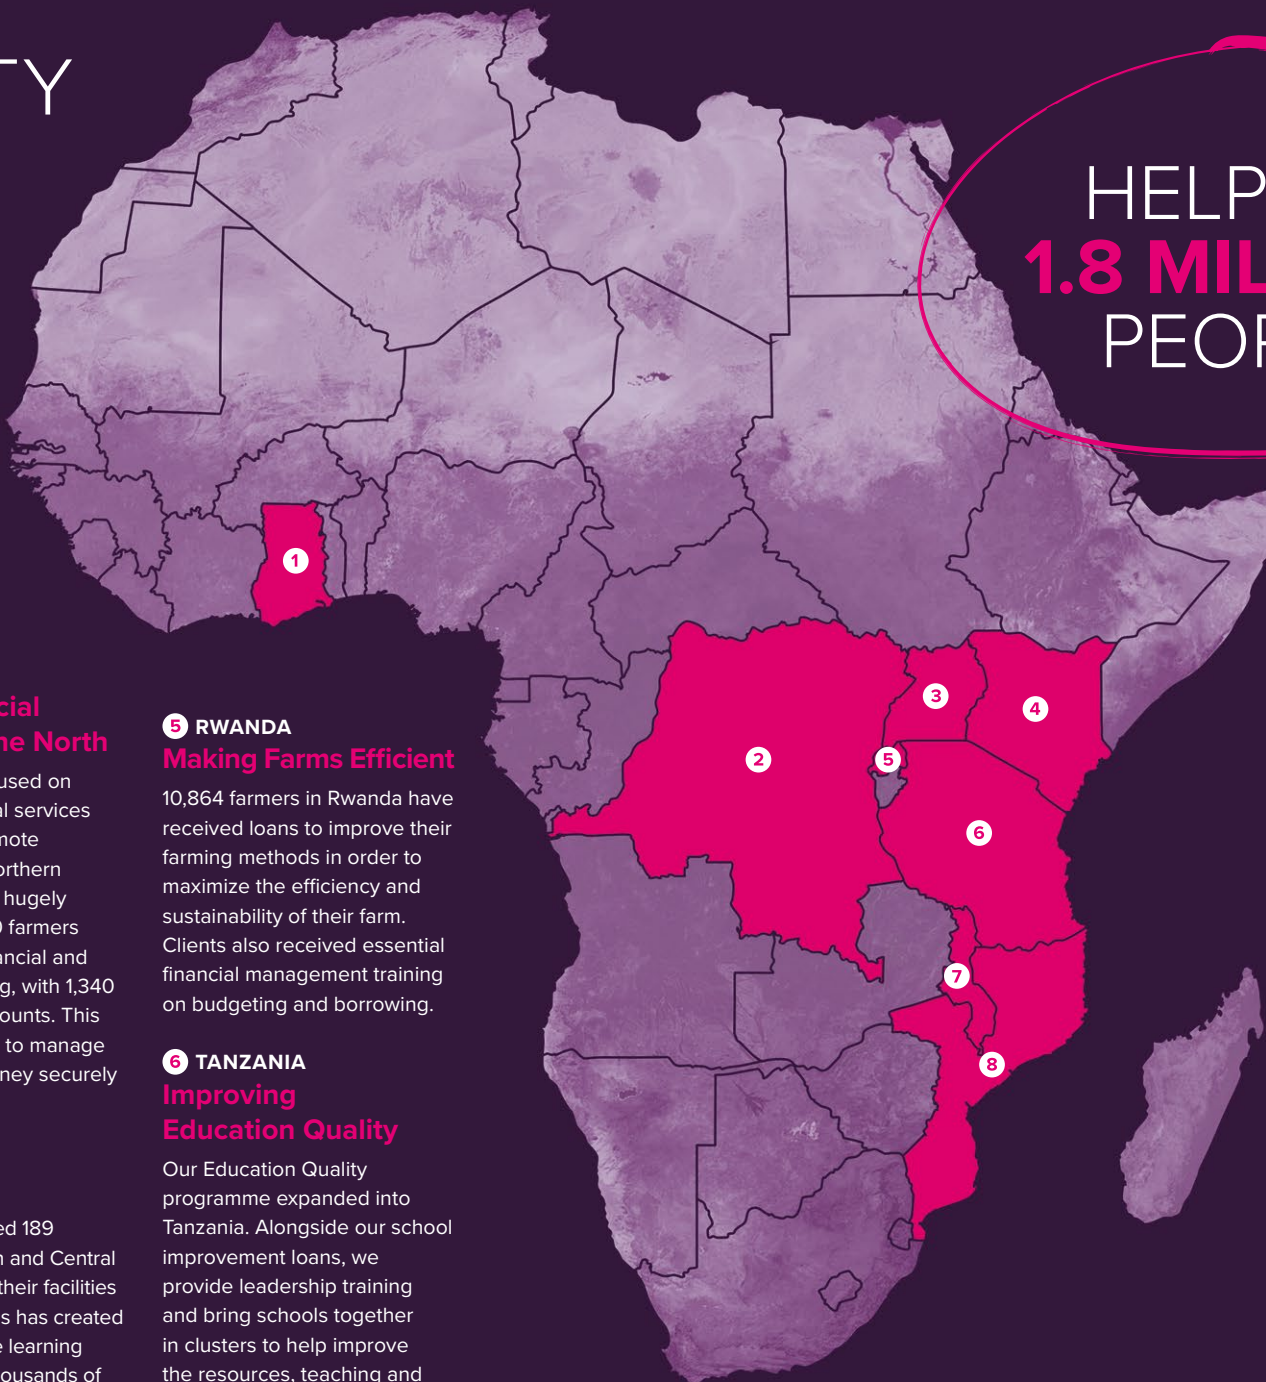 TY
HELP
1.8 MIL
PEOP
1
2
3
4
5
6
7
8
cial
he North
used on
al services
mote
orthern
hugely
0 farmers
ancial and
g, with 1,340
ounts. This
to manage
ney securely
ed 189
n and Central
their facilities
s has created
e learning
ousands of
5 RWANDA
Making Farms Efficient
10,864 farmers in Rwanda have
received loans to improve their
farming methods in order to
maximize the efficiency and
sustainability of their farm.
Clients also received essential
financial management training
on budgeting and borrowing.
6 TANZANIA
Improving
Education Quality
Our Education Quality
programme expanded into
Tanzania. Alongside our school
improvement loans, we
provide leadership training
and bring schools together
in clusters to help improve
the resources, teaching and